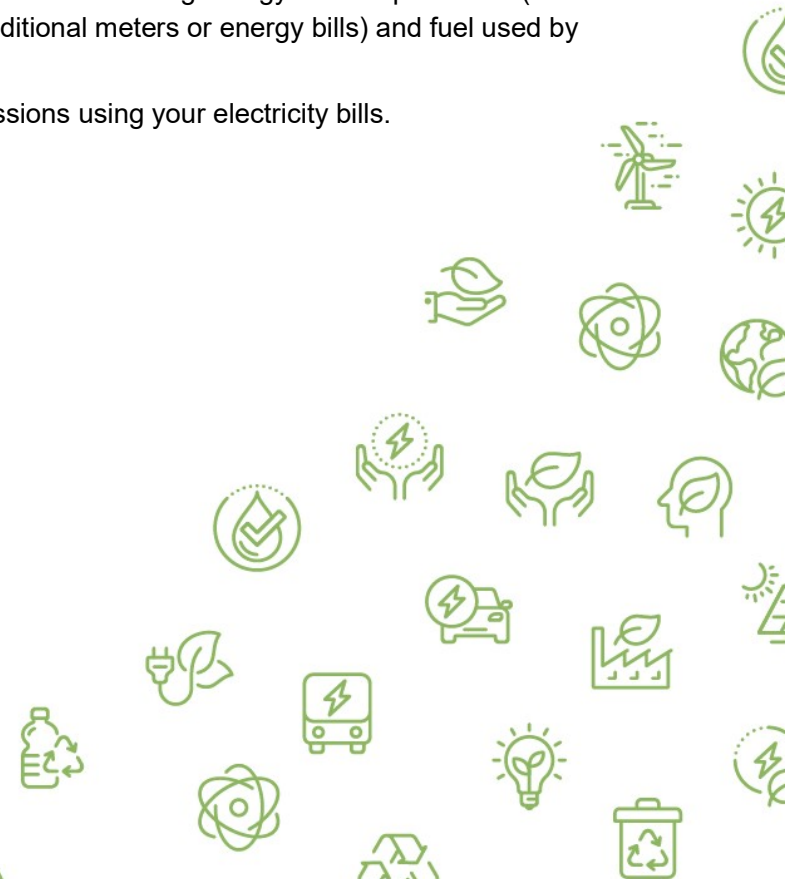 ditional meters or energy bills) and fuel used by
ssions using your electricity bills.